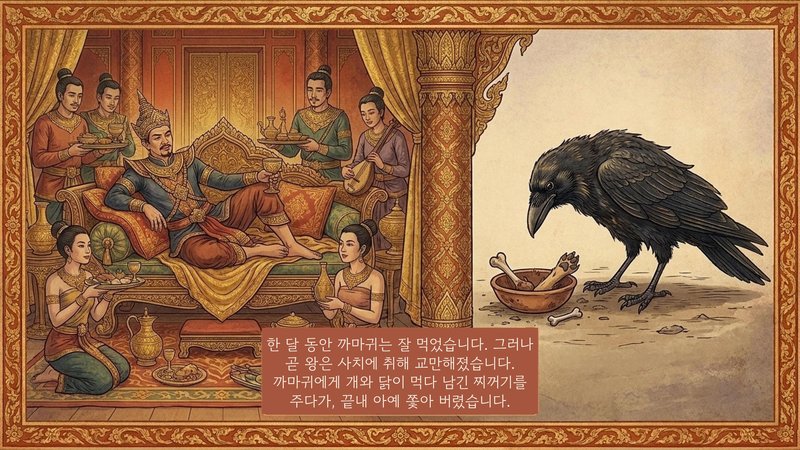 한 달 동안 까마귀는 잘 먹었습니다. 그러나
곧 왕은 사치에 취해 교만해졌습니다.
까마귀에게 개와 닭이 먹다 남긴 찌꺼기를
주다가, 끝내 아예 쫓아 버렸습니다.